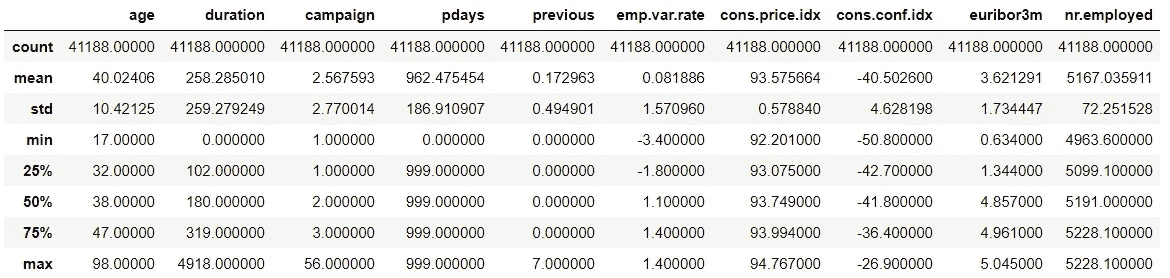 age duration campaign pdays previous emp.var.rate cons.price.idx cons.conf.idx euribor3m nr.employed
count 41188.00000 41188.000000 41188.000000 41188.000000 41188.000000 41188.000000 41188.000000 41188.000000 41188.000000 41188.000000
mean 40.02406 258.285010 2.567593 962.475454 0.172963 0.081886 93.575664 -40.502600 3.621291 5167.035911
std 10.42125 259.279249 2.770014 186.910907 0.494901 1.570960 0.578840 4.628198 1.734447 72.251528
min 17.00000 0.000000 1.000000 0.000000 0.000000 -3.400000 92.201000 -50.800000 0.634000 4963.600000
25% 32.00000 102.000000 1.000000 999.000000 0.000000 -1.800000 93.075000 -42.700000 1.344000 5099.100000
50% 38.00000 180.000000 2.000000 999.000000 0.000000 1.100000 93.749000 -41.800000 4.857000 5191.000000
75% 47.00000 319.000000 3.000000 999.000000 0.000000 1.400000 93.994000 -36.400000 4.961000 5228.100000
max 98.00000 4918.000000 56.000000 999.000000 7.000000 1.400000 94.767000 -26.900000 5.045000 5228.100000